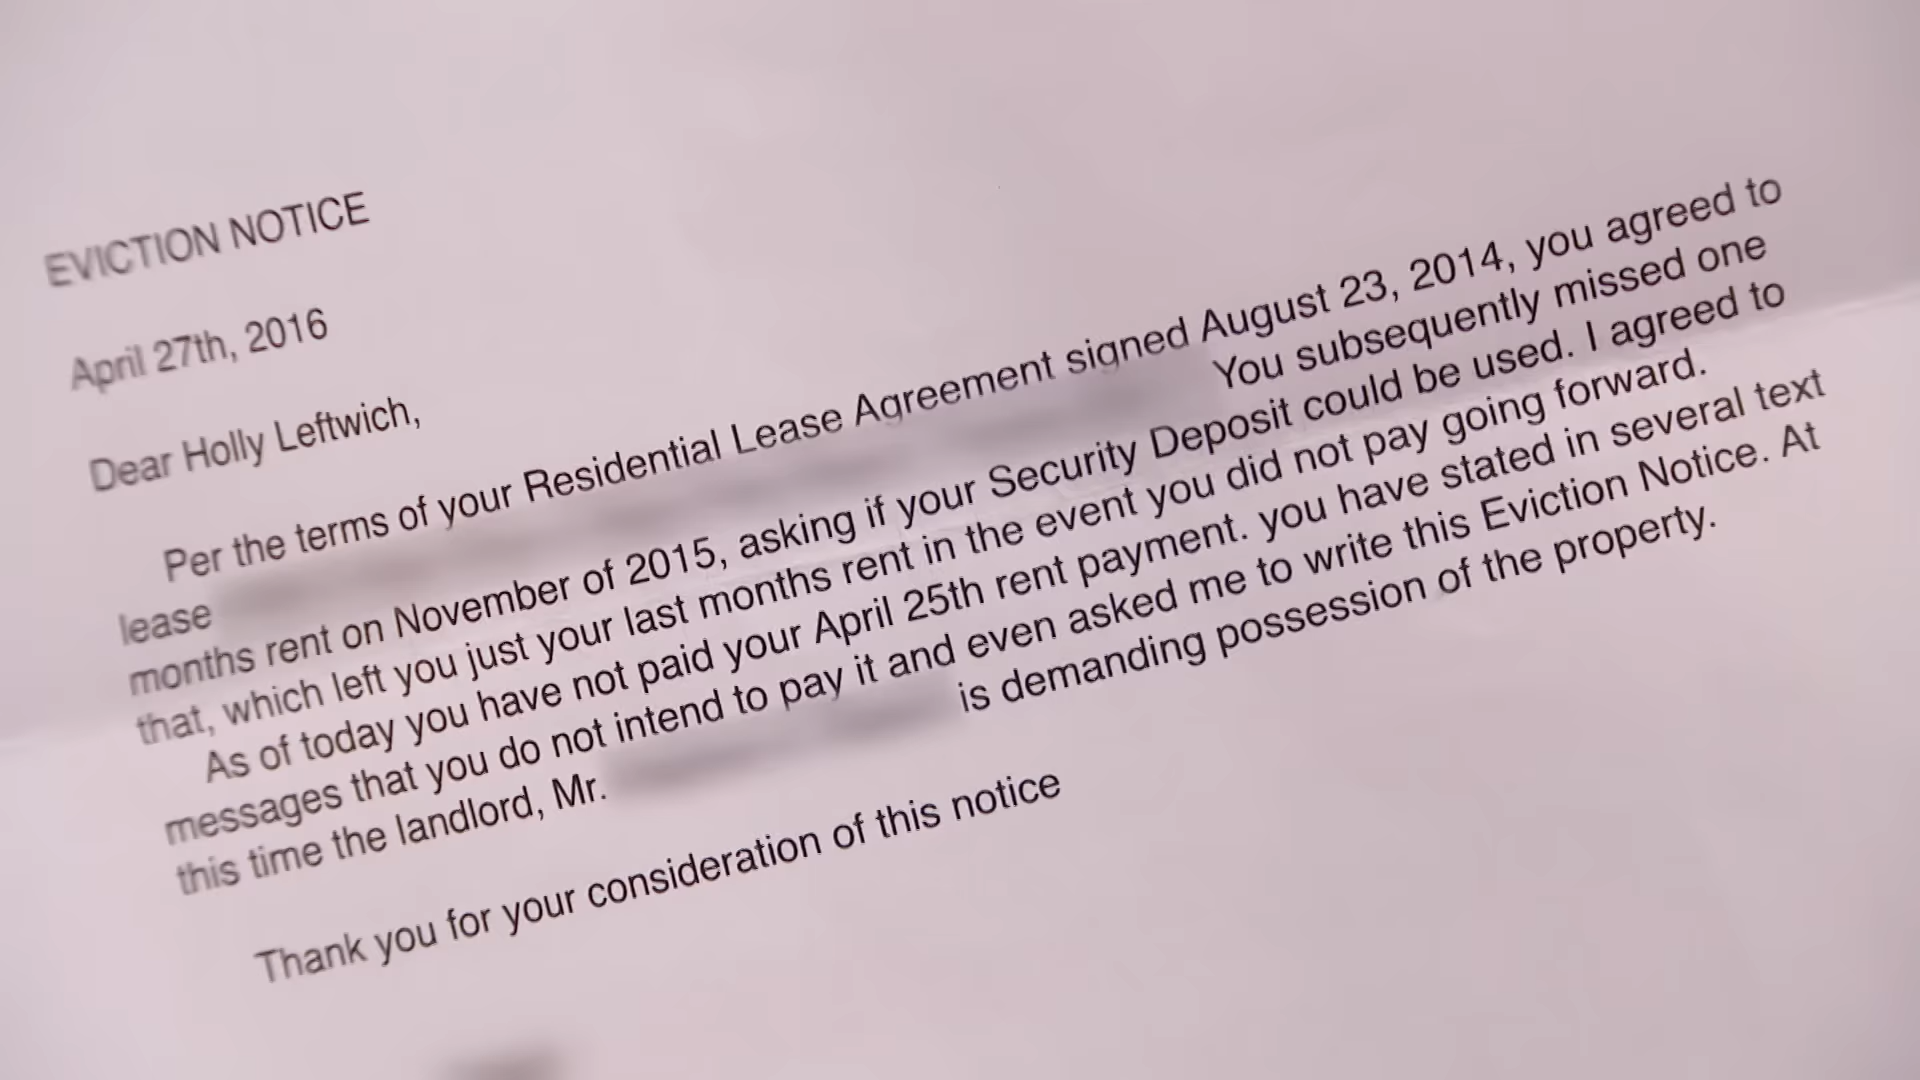 EVICTION NOTICE
April 27th, 2016
Dear Holly Leftwich,
Per the terms of your Residential Lease Agreement signed August 23, 2014, you agreed to
lease You subsequently missed one
months rent on November of 2015, asking if your Security Deposit could be used. I agreed to
that, which left you just your last months rent in the event you did not pay going forward.
As of today you have not paid your April 25th rent payment. you have stated in several text
messages that you do not intend to pay it and even asked me to write this Eviction Notice. At
this time the landlord, Mr. is demanding possession of the property.
Thank you for your consideration of this notice